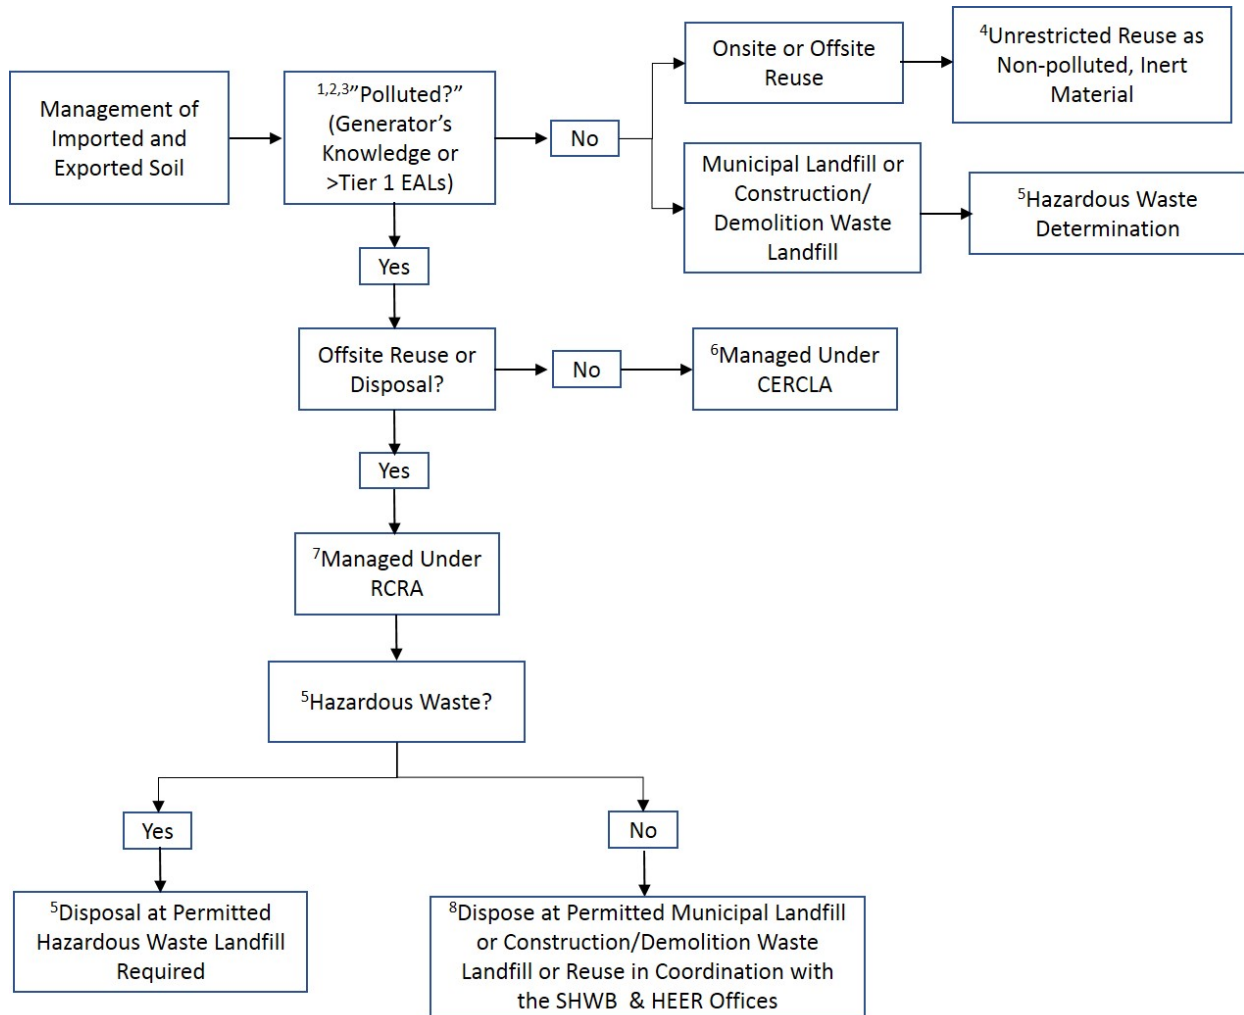 Management of
Imported and
Exported Soil
1,2,3”Polluted?”
(Generator’s
Knowledge or
>Tier 1 EALs)
No
Onsite or Offsite
Reuse
4Unrestricted Reuse as
Non-polluted, Inert
Material
Municipal Landfill or
Construction/
Demolition Waste
Landfill
5Hazardous Waste
Determination
Yes
Offsite Reuse or
Disposal?
No
6Managed Under
CERCLA
Yes
7Managed Under
RCRA
5Hazardous Waste?
Yes
No
5Disposal at Permitted
Hazardous Waste Landfill
Required
8Dispose at Permitted Municipal Landfill
or Construction/Demolition Waste
Landfill or Reuse in Coordination with
the SHWB & HEER Offices